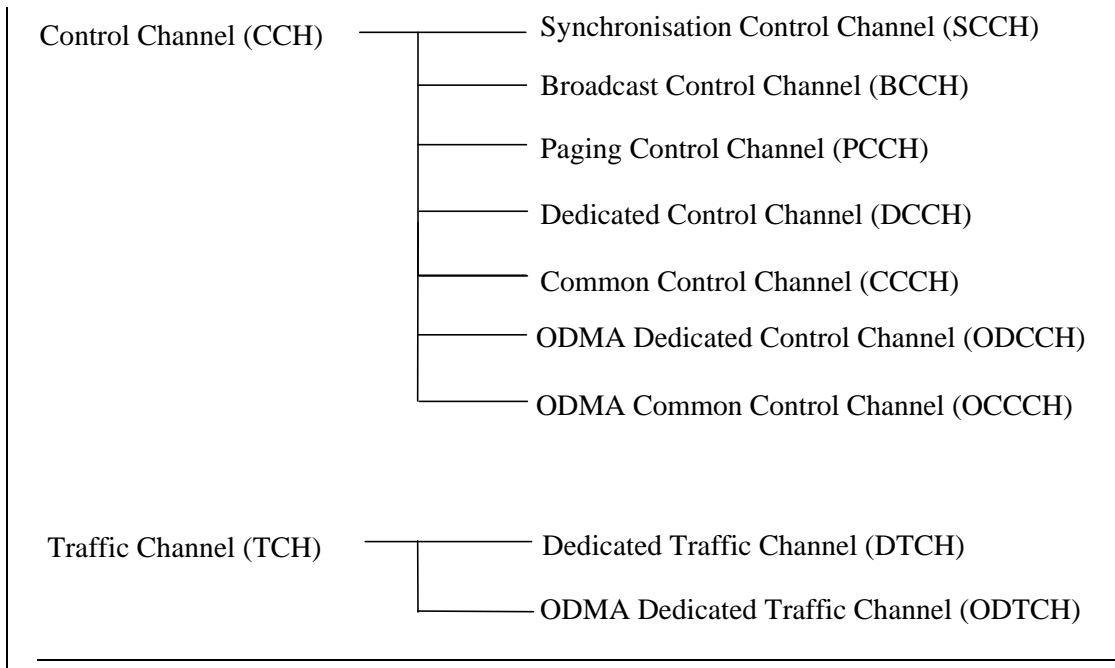 Control Channel (CCH)
Synchronisation Control Channel (SCCH)
Broadcast Control Channel (BCCH)
Paging Control Channel (PCCH)
Dedicated Control Channel (DCCH)
Common Control Channel (CCCH)
ODMA Dedicated Control Channel (ODCCH)
ODMA Common Control Channel (OCCCH)
Traffic Channel (TCH)
Dedicated Traffic Channel (DTCH)
ODMA Dedicated Traffic Channel (ODTCH)